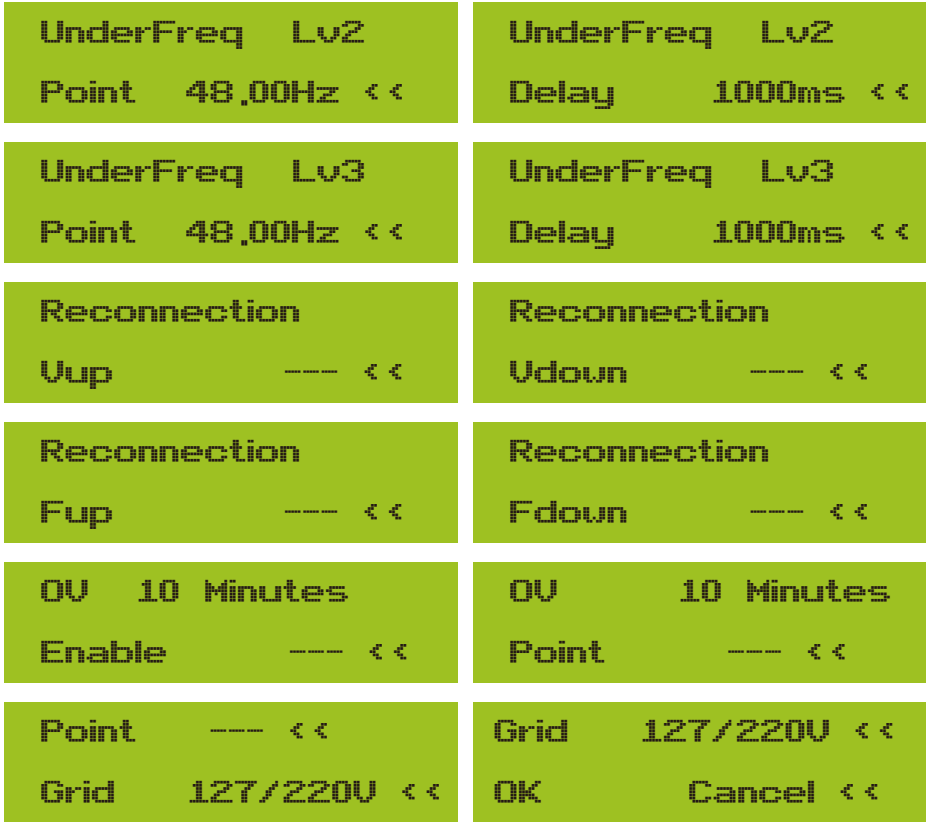 UnderFreq Lv2
Point 48.00Hz <<
UnderFreq Lv2
Delay 1000ms <<
UnderFreq Lv3
Point 48.00Hz <<
UnderFreq Lv3
Delay 1000ms <<
Reconnection
Vup --- <<
Reconnection
Vdown --- <<
Reconnection
Fup --- <<
Reconnection
Fdown --- <<
OV 10 Minutes
Enable --- <<
OV 10 Minutes
Point --- <<
Point --- <<
Grid 127/220V <<
Grid 127/220V <<
OK Cancel <<